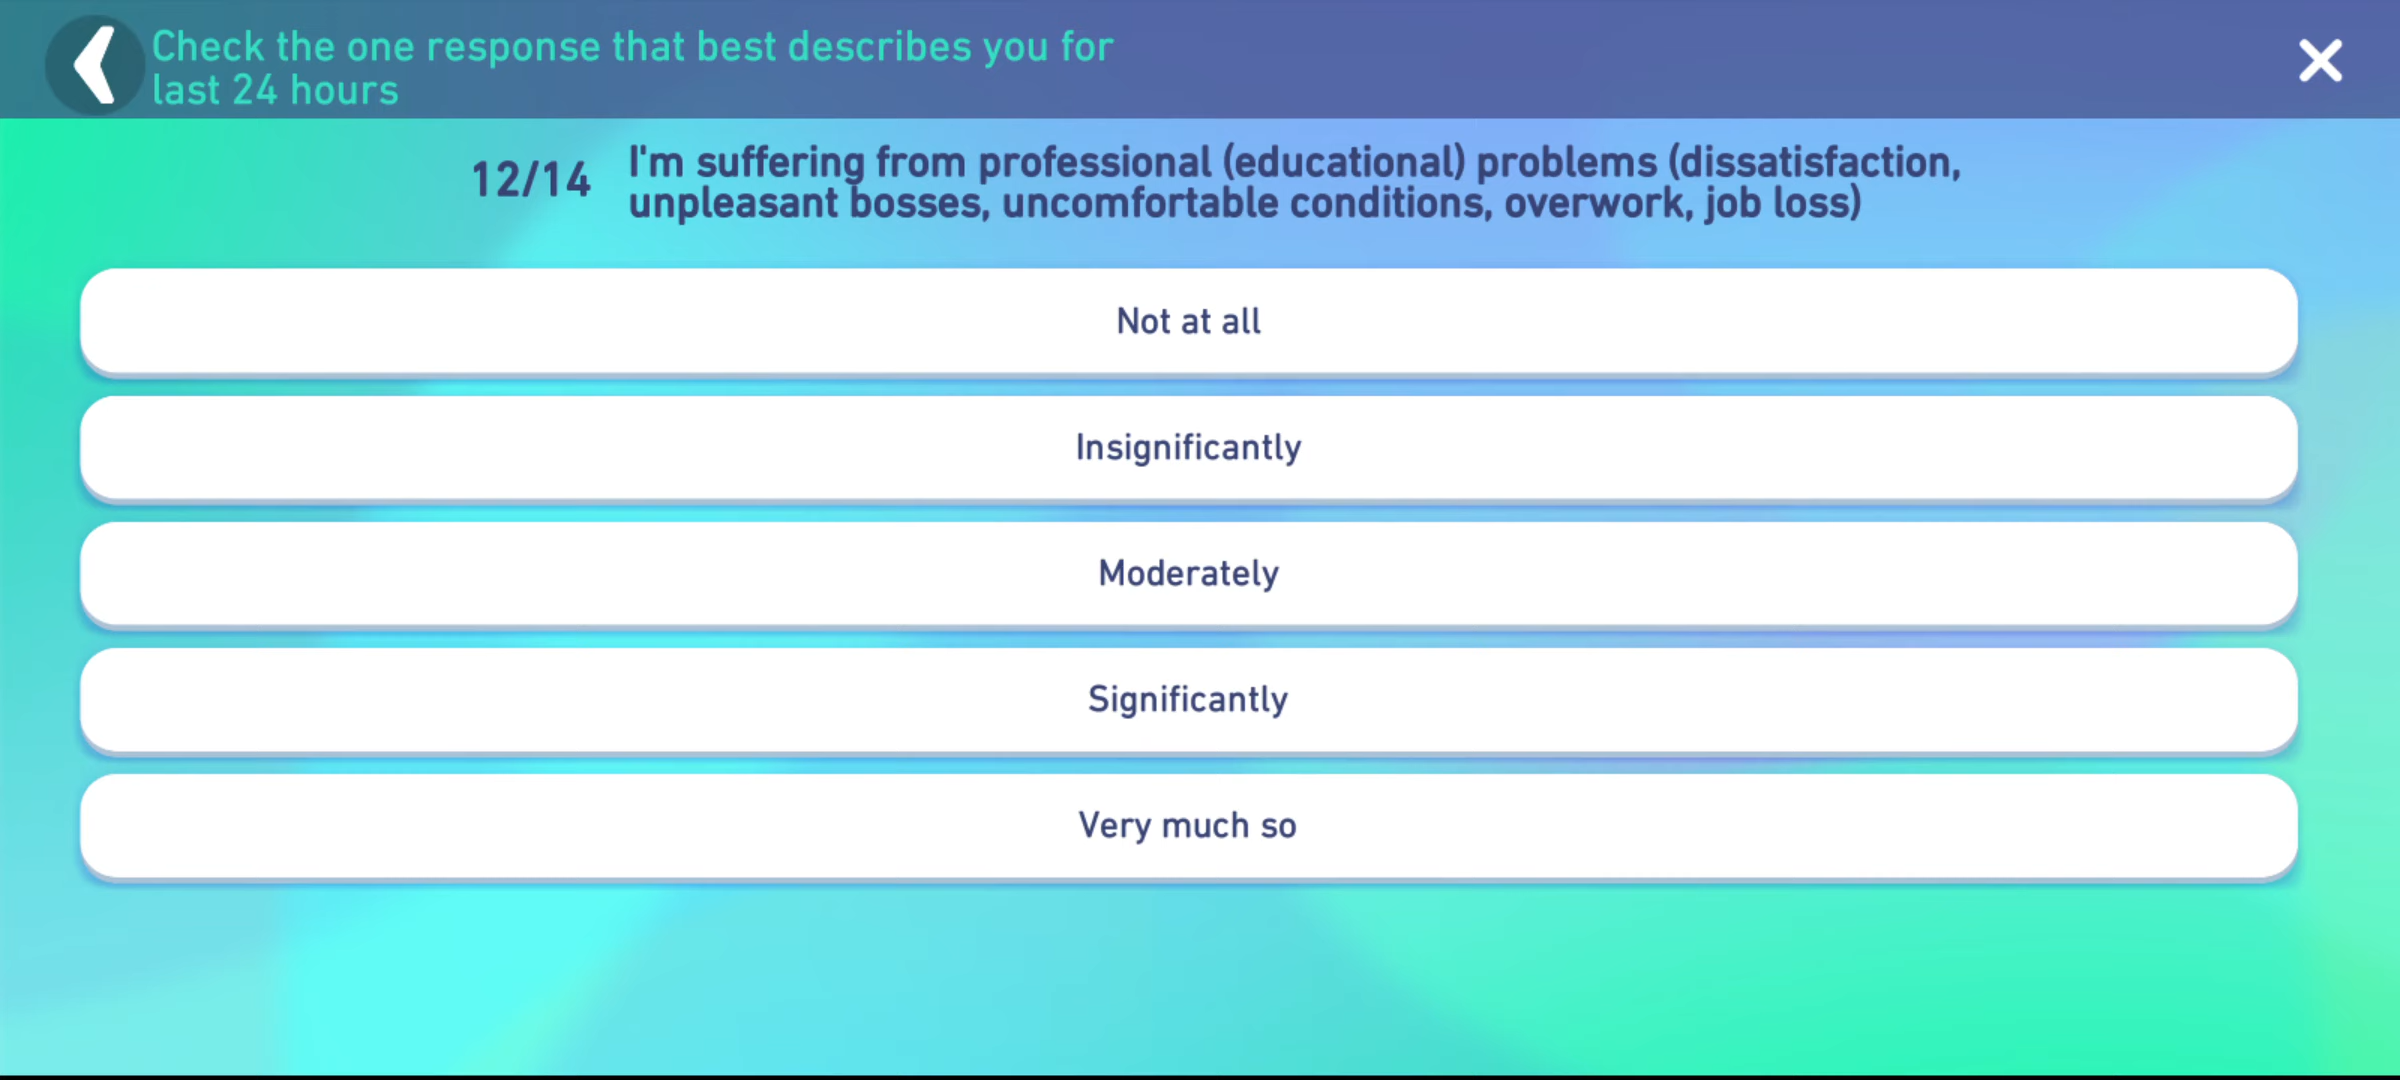 Check the one response that best describes you for
last 24 hours
12/14
I'm suffering from professional (educational) problems (dissatisfaction,
unpleasant bosses, uncomfortable conditions, overwork, job loss)
Not at all
Insignificantly
Moderately
Significantly
Very much so